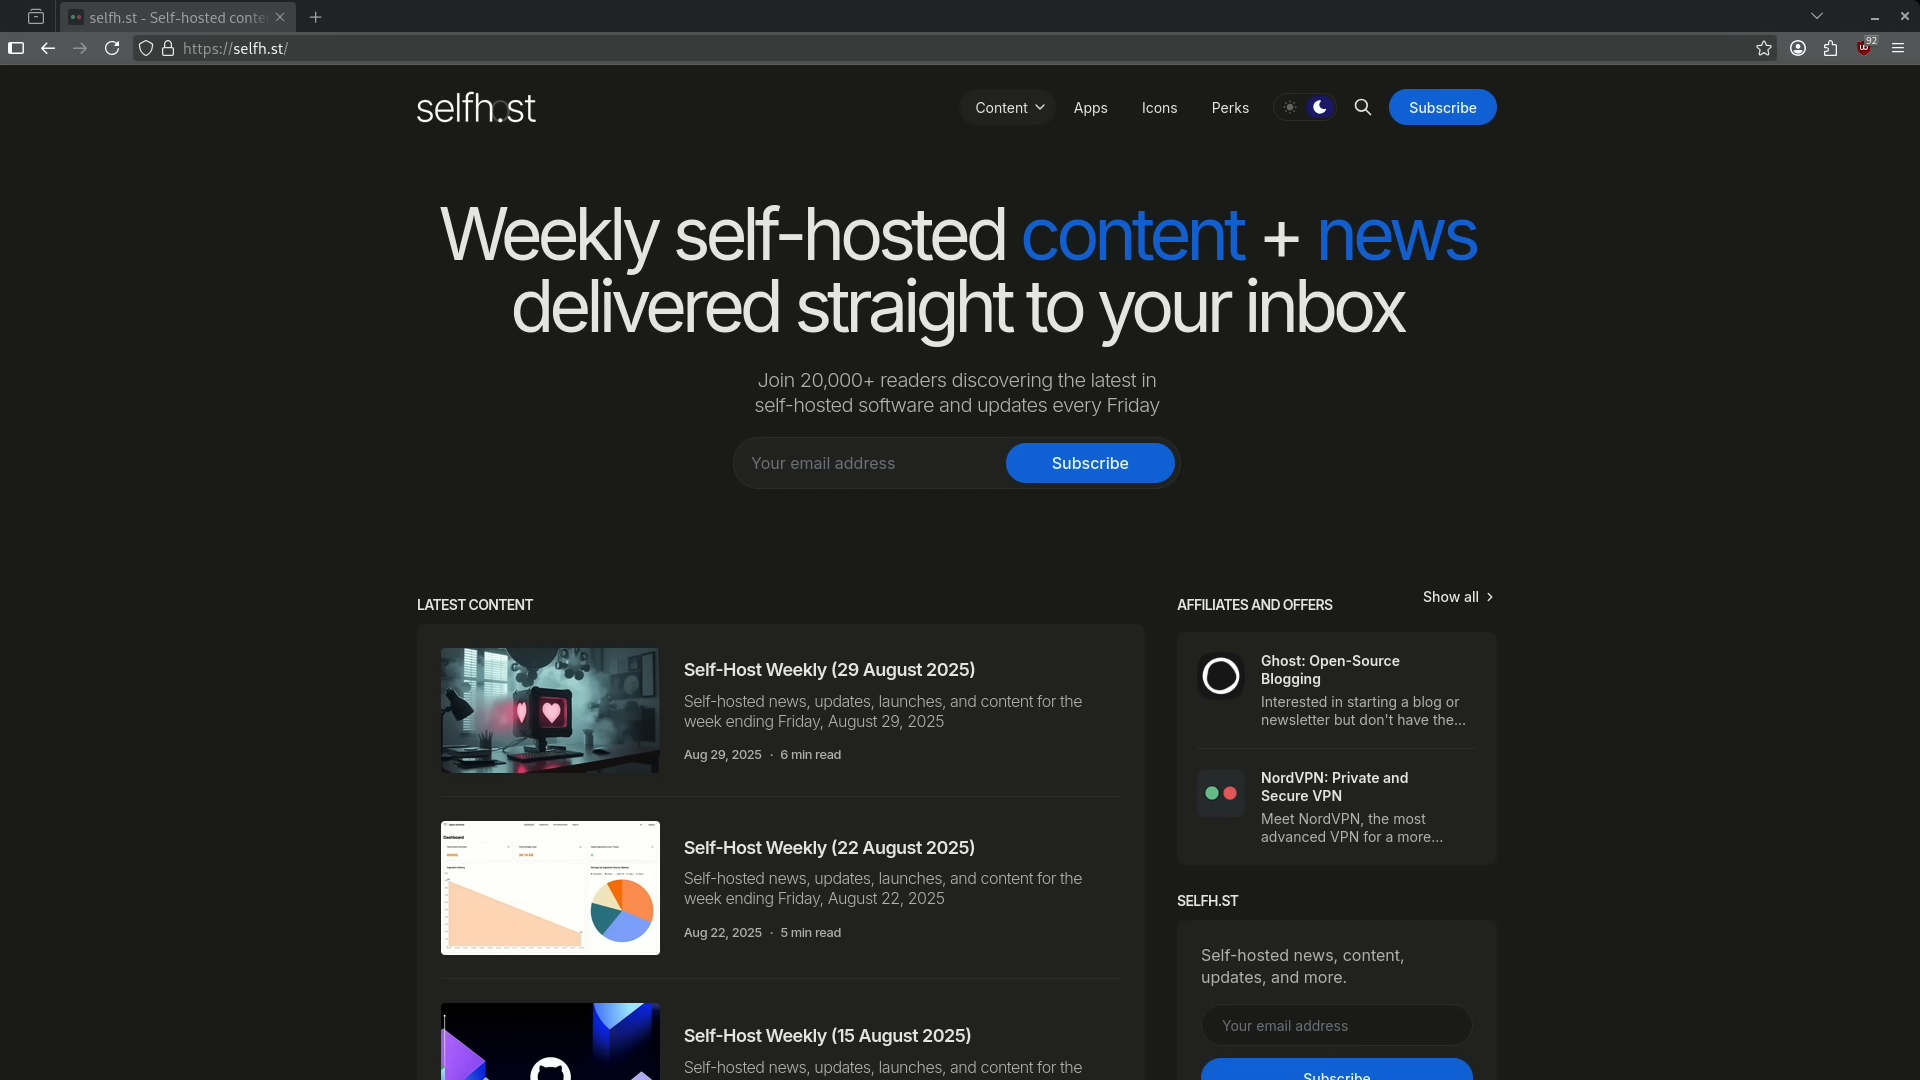 selfh.st - Self-hosted conte
https://selfh.st/
92
selfh.st
Content
Apps
Icons
Perks
Subscribe
Weekly self-hosted content + news
delivered straight to your inbox
Join 20,000+ readers discovering the latest in
self-hosted software and updates every Friday
Your email address
Subscribe
LATEST CONTENT
Self-Host Weekly (29 August 2025)
Self-hosted news, updates, launches, and content for the
week ending Friday, August 29, 2025
Aug 29, 2025 · 6 min read
Dashboard
Self-Host Weekly (22 August 2025)
Self-hosted news, updates, launches, and content for the
week ending Friday, August 22, 2025
Aug 22, 2025 · 5 min read
Self-Host Weekly (15 August 2025)
Self-hosted news, updates, launches, and content for the
AFFILIATES AND OFFERS
Show all
Ghost: Open-Source
Blogging
Interested in starting a blog or
newsletter but don't have the...
NordVPN: Private and
Secure VPN
Meet NordVPN, the most
advanced VPN for a more...
SELFH.ST
Self-hosted news, content,
updates, and more.
Your email address
Subscribe